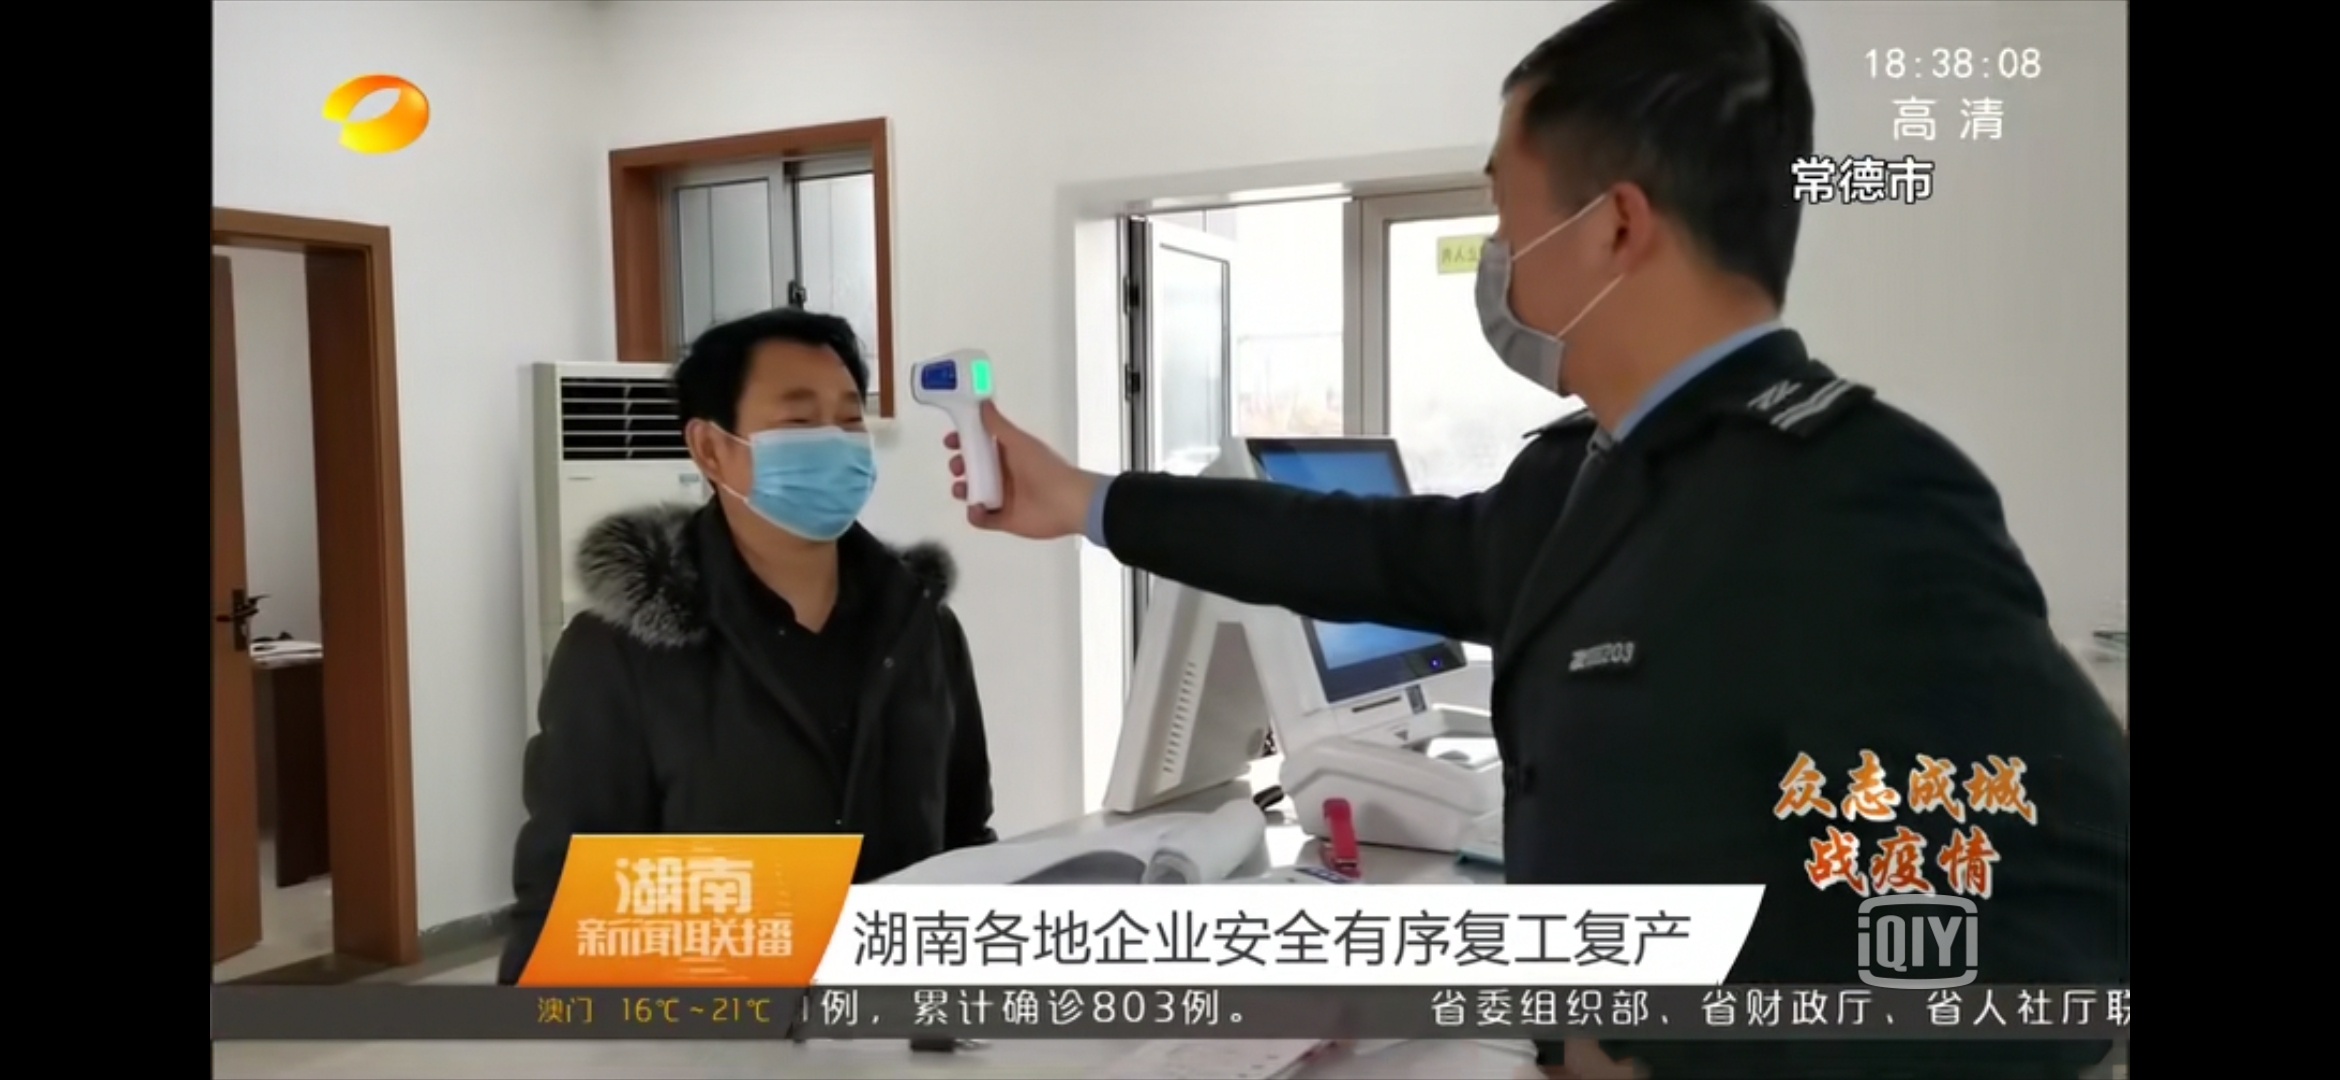 18:38:08
高清
常德市
众志成城
战疫情
iQIYI
湖南
新闻联播
湖南各地企业安全有序复工复产
澳门 16℃~21℃
例，累计确诊803例。 省委组织部、省财政厅、省人社厅联